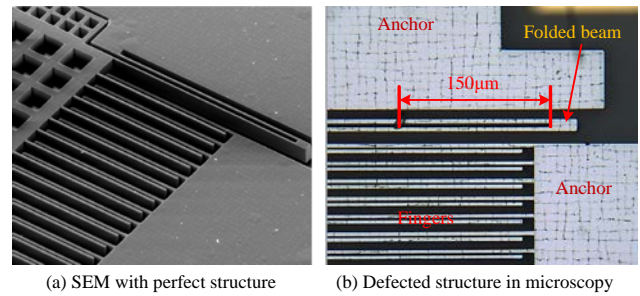 Folded beam
Anchor
150μm
Anchor
Fingers
(a) SEM with perfect structure
(b) Defected structure in microscopy